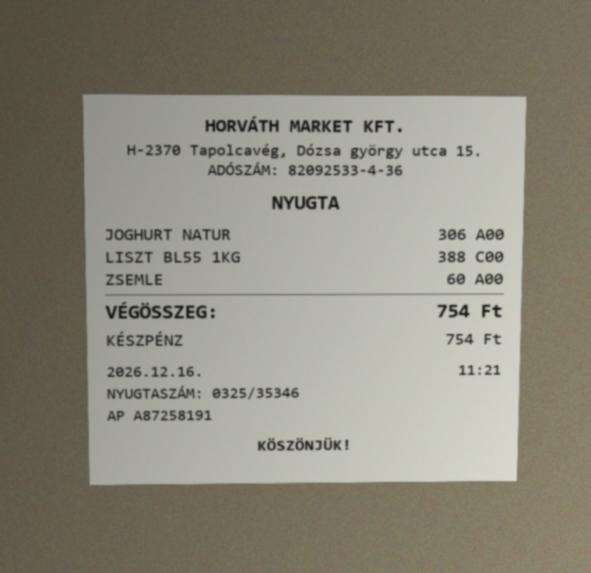 HORVÁTH MARKET KFT.
H-2370 Tapolcavég, Dózsa györgy utca 15.
ADÓSZÁM: 82092533-4-36
NYUGTA
JOGHURT NATUR 306 A00
LISZT BL55 1KG 388 C00
ZSEMLE 60 A00
VÉGÖSSZEG: 754 Ft
KÉSZPÉNZ 754 Ft
2026.12.16. 11:21
NYUGTASZÁM: 0325/35346
AP A87258191
KÖSZÖNJÜK!